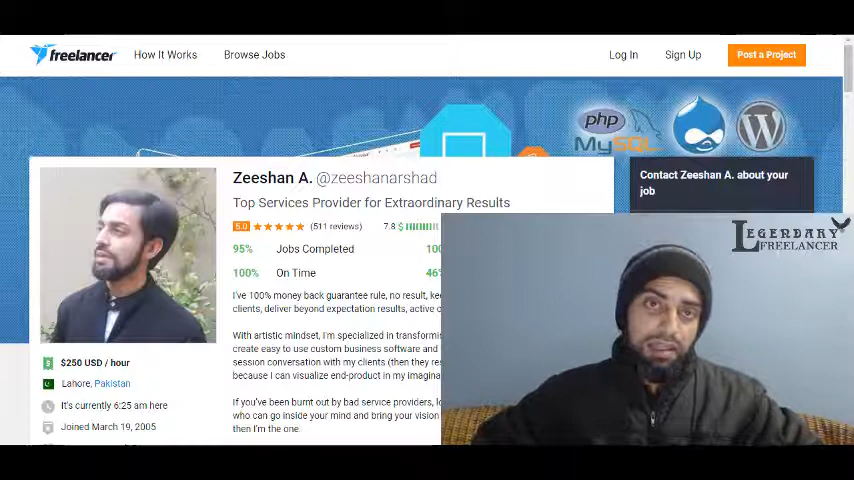 freelancer
How It Works
Browse Jobs
Log In
Sign Up
Post a Project
php
MySQL
Zeeshan A. @zeeshanarshad
Top Services Provider for Extraordinary Results
5.0 (511 reviews) 7.8 $
95% Jobs Completed
100% On Time
46%
I've 100% money back guarantee rule, no result,
clients, deliver beyond expectation results, active
With artistic mindset, I'm specialized in
create easy to use custom business software and
session conversation with my clients (then they
because I can visualize end-product in my
If you've been burnt out by bad service providers,
who can go inside your mind and bring your vision
then I'm the one.
$250 USD / hour
Lahore, Pakistan
It's currently 6:25 am here
Joined March 19, 2005
Contact Zeeshan A. about your
job
LEGENDARY
FREELANCER